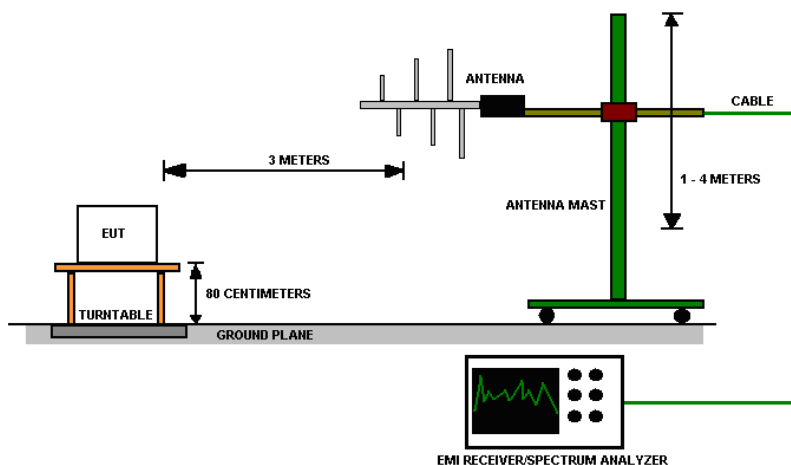 ANTENNA
CABLE
3 METERS
1 - 4 METERS
ANTENNA MAST
EUT
80 CENTIMETERS
TURNTABLE
GROUND PLANE
EMI RECEIVER/SPECTRUM ANALYZER